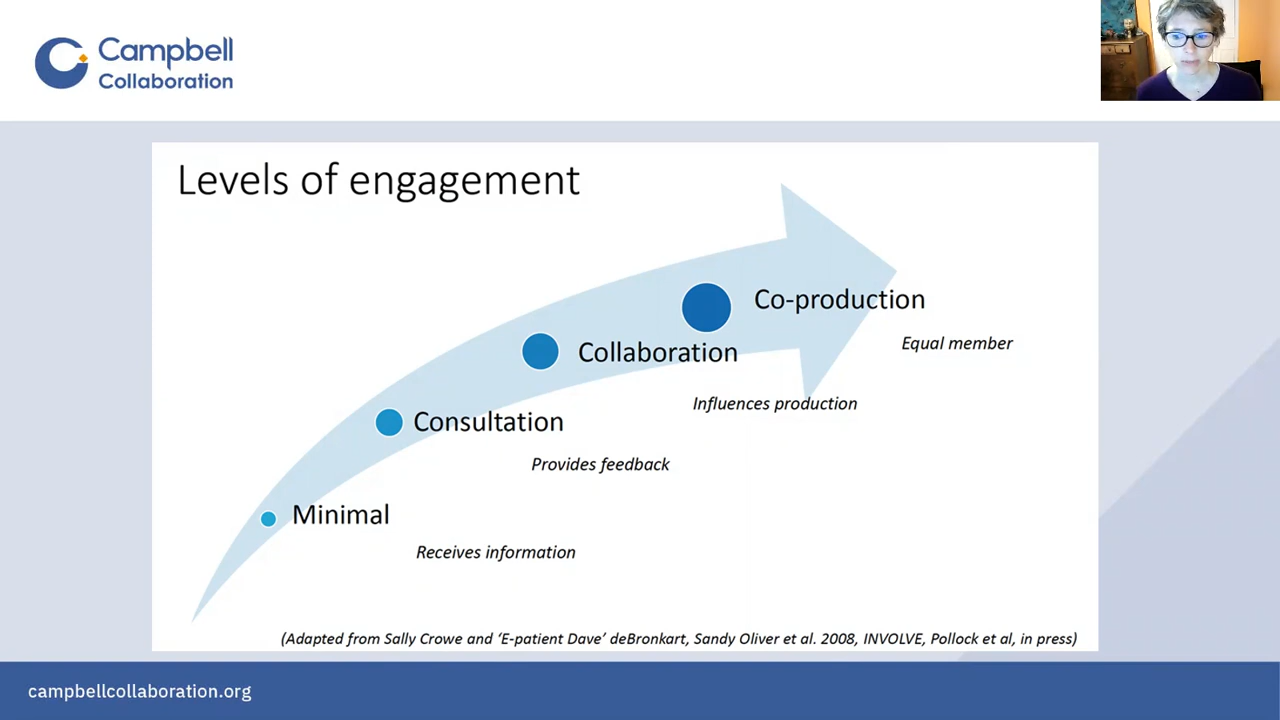 Campbell
Collaboration
Levels of engagement
Co-production
Equal member
Collaboration
Influences production
Consultation
Provides feedback
Minimal
Receives information
(Adapted from Sally Crowe and ‘E-patient Dave’ deBronkart, Sandy Oliver et al. 2008, INVOLVE, Pollock et al, in press)
campbellcollaboration.org